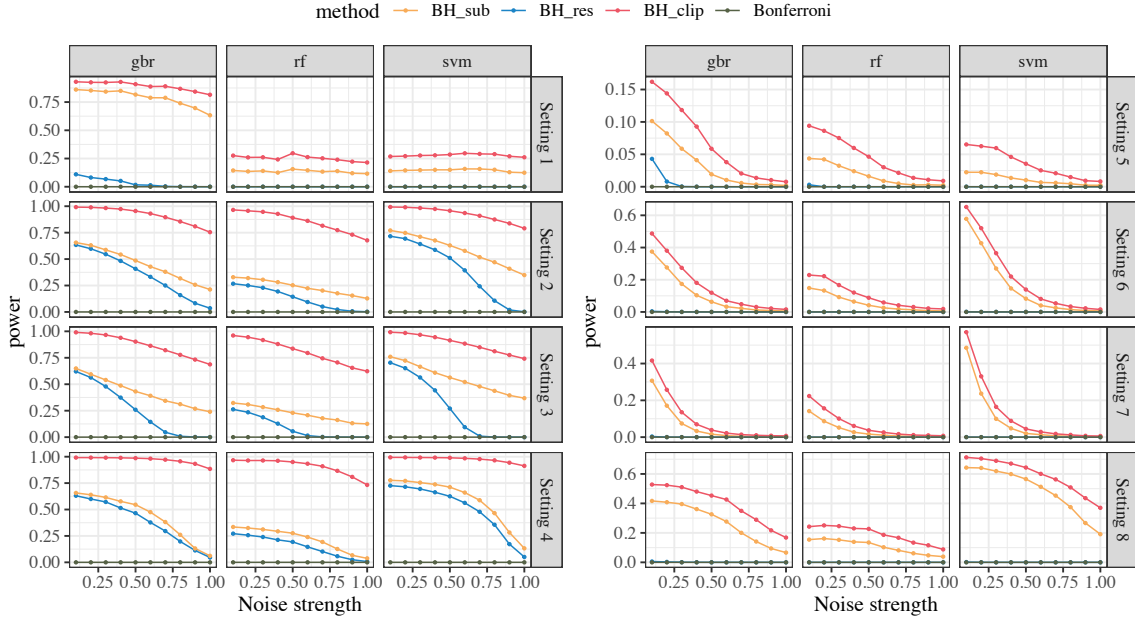 method BH_sub BH_res BH_clip Bonferroni
gbr rf svm
gbr rf svm
power
0.75
0.50
0.25
0.00
Setting 1
1.00
0.75
0.50
0.25
0.00
Setting 2
1.00
0.75
0.50
0.25
0.00
Setting 3
1.00
0.75
0.50
0.25
0.00
Setting 4
0.25 0.50 0.75 1.00 0.25 0.50 0.75 1.00 0.25 0.50 0.75 1.00
Noise strength
power
0.15
0.10
0.05
0.00
Setting 5
0.6
0.4
0.2
0.0
Setting 6
0.4
0.2
0.0
Setting 7
0.6
0.4
0.2
0.0
Setting 8
0.25 0.50 0.75 1.00 0.25 0.50 0.75 1.00 0.25 0.50 0.75 1.00
Noise strength